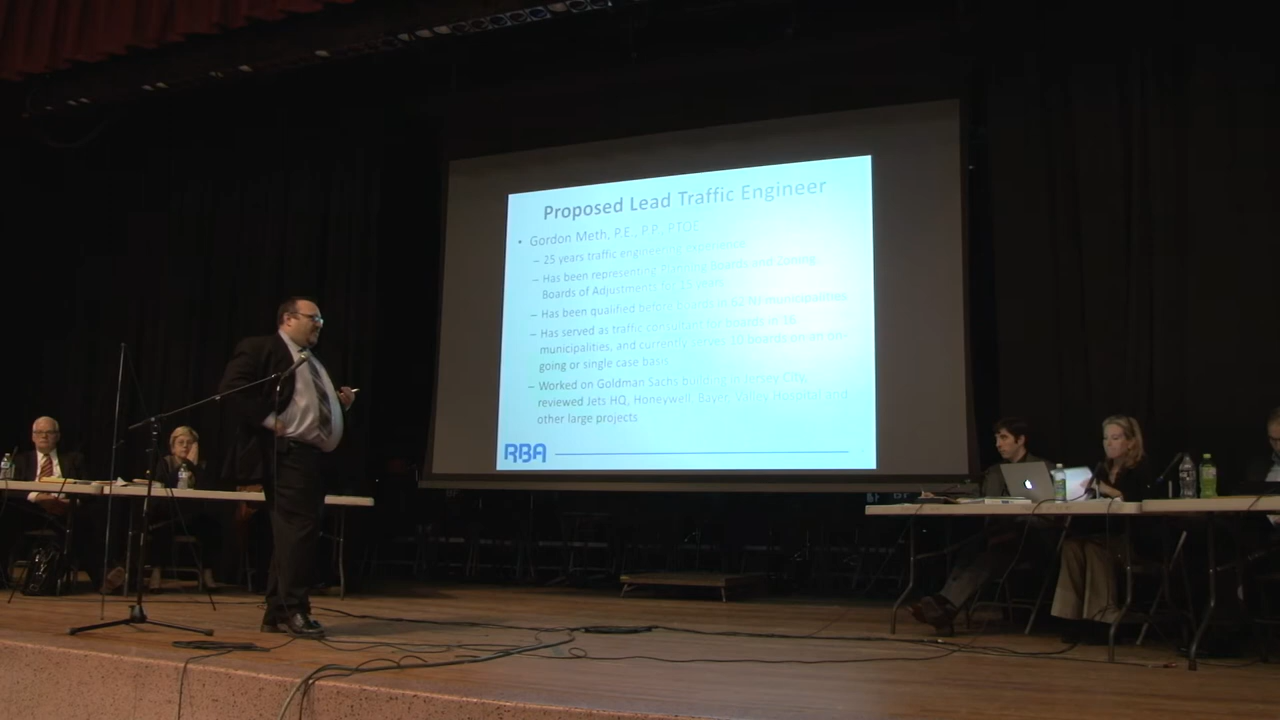 Proposed Lead Traffic Engineer
• Gordon Meth, P.E., P.P., PTOE
– 25 years traffic engineering experience
– Has been representing Planning Boards and Zoning
Boards of Adjustments for 15 years
– Has been qualified before boards in 62 NJ municipalities
– Has served as traffic consultant for boards in 16
municipalities, and currently serves 10 boards on an on-
going or single case basis
– Worked on Goldman Sachs building in Jersey City,
reviewed Jets HQ, Honeywell, Bayer, Valley Hospital and
other large projects
RBA